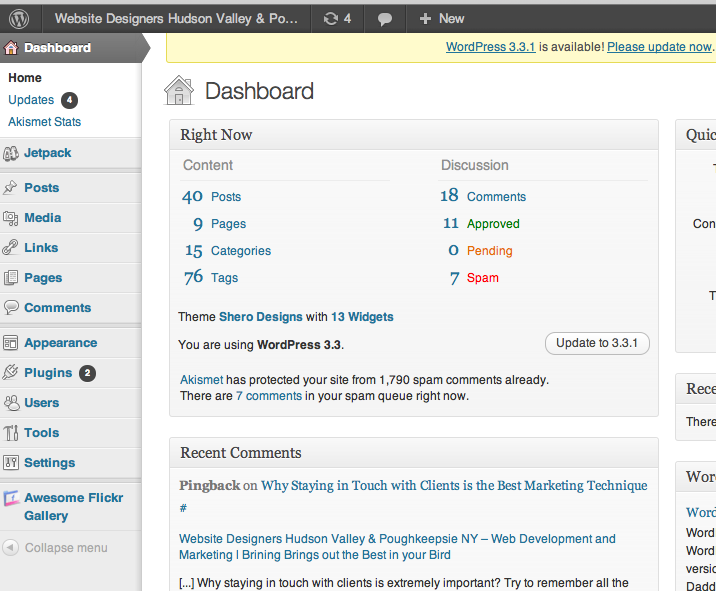 Website Designers Hudson Valley & Po... 4 + New
Dashboard
Home
Updates 4
Akismet Stats
Jetpack
Posts
Media
Links
Pages
Comments
Appearance
Plugins 2
Users
Tools
Settings
Awesome Flickr
Gallery
Collapse menu
WordPress 3.3.1 is available! Please update now.
Dashboard
Right Now
Content
40 Posts
9 Pages
15 Categories
76 Tags
Discussion
18 Comments
11 Approved
0 Pending
7 Spam
Theme Shero Designs with 13 Widgets
You are using WordPress 3.3.
Update to 3.3.1
Akismet has protected your site from 1,790 spam comments already.
There are 7 comments in your spam queue right now.
Recent Comments
Pingback on Why Staying in Touch with Clients is the Best Marketing Technique
#
Website Designers Hudson Valley & Poughkeepsie NY – Web Development and
Marketing | Brining Brings out the Best in your Bird
[...] Why staying in touch with clients is extremely important? Try to remember all the
Quic
T
Con
T
Rece
There
Wor
Word
Word
Word
versio
Dadd